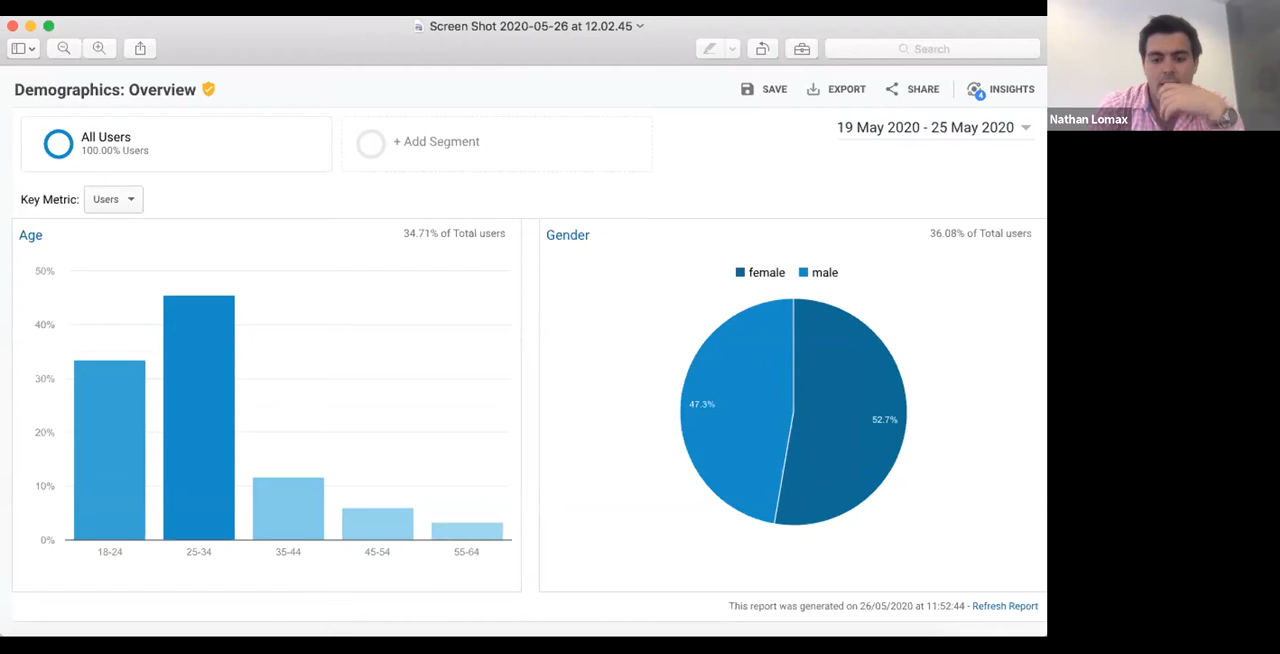 Screen Shot 2020-05-26 at 12.02.45
Search
Demographics: Overview
SAVE
EXPORT
SHARE
4
INSIGHTS
Nathan Lomax
All Users
100.00% Users
+ Add Segment
19 May 2020 - 25 May 2020
Key Metric:
Users
Age
34.71% of Total users
Gender
36.08% of Total users
female
male
50%
40%
30%
20%
10%
0%
18-24
25-34
35-44
45-54
55-64
47.3%
52.7%
This report was generated on 26/05/2020 at 11:52:44 - Refresh Report